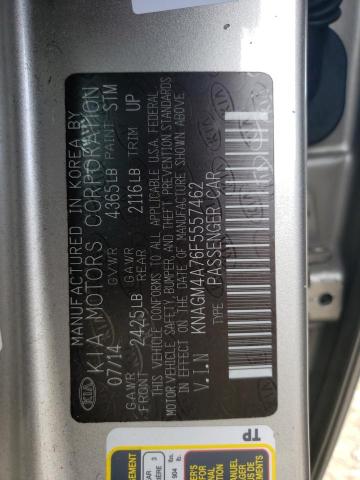 MANUFACTURED IN KOREA BY
KIA MOTORS CORPORATION
07/14 GVWR 4365LB PAINT STM
GAWR FRONT 2425LB GAWR REAR 2116LB TRIM UP
THIS VEHICLE CONFORMS TO ALL APPLICABLE U.S.A. FEDERAL
MOTOR VEHICLE SAFETY, BUMPER, AND THEFT PREVENTION STANDARDS
IN EFFECT ON THE DATE OF MANUFACTURE SHOWN ABOVE
V.I.N KNAGM4A76F5557462
TYPE PASSENGER CAR
KIA
TP
MANUAL